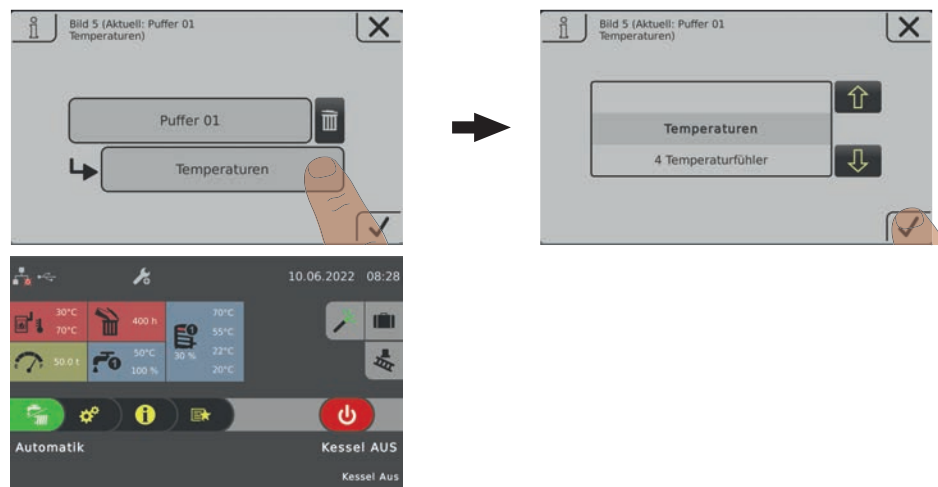 Bild 5 (Aktuell: Puffer 01
Temperaturen)
Puffer 01
Temperaturen
Bild 5 (Aktuell: Puffer 01
Temperaturen)
Temperaturen
4 Temperaturfühler
10.06.2022 08:28
30°C
70°C
400 h
1
30 %
70°C
55°C
22°C
20°C
50.0 t
1
50°C
100 %
Automatik
Kessel AUS
Kessel Aus